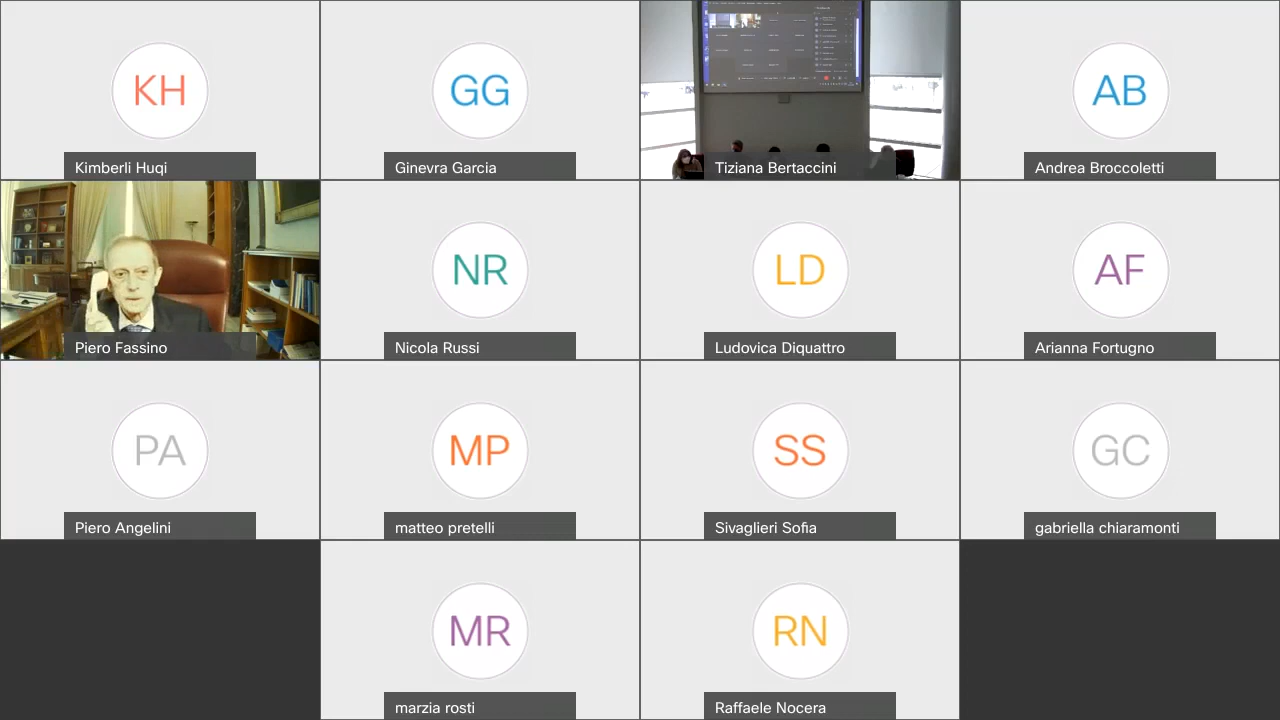 KH
GG
AB
Kimberli Huqi
Ginevra Garcia
Tiziana Bertaccini
Andrea Broccoletti
NR
LD
AF
Piero Fassino
Nicola Russi
Ludovica Diquattro
Arianna Fortugno
PA
MP
SS
GC
Piero Angelini
matteo pretelli
Sivaglieri Sofia
gabriella chiaramonti
MR
RN
marzia rosti
Raffaele Nocera